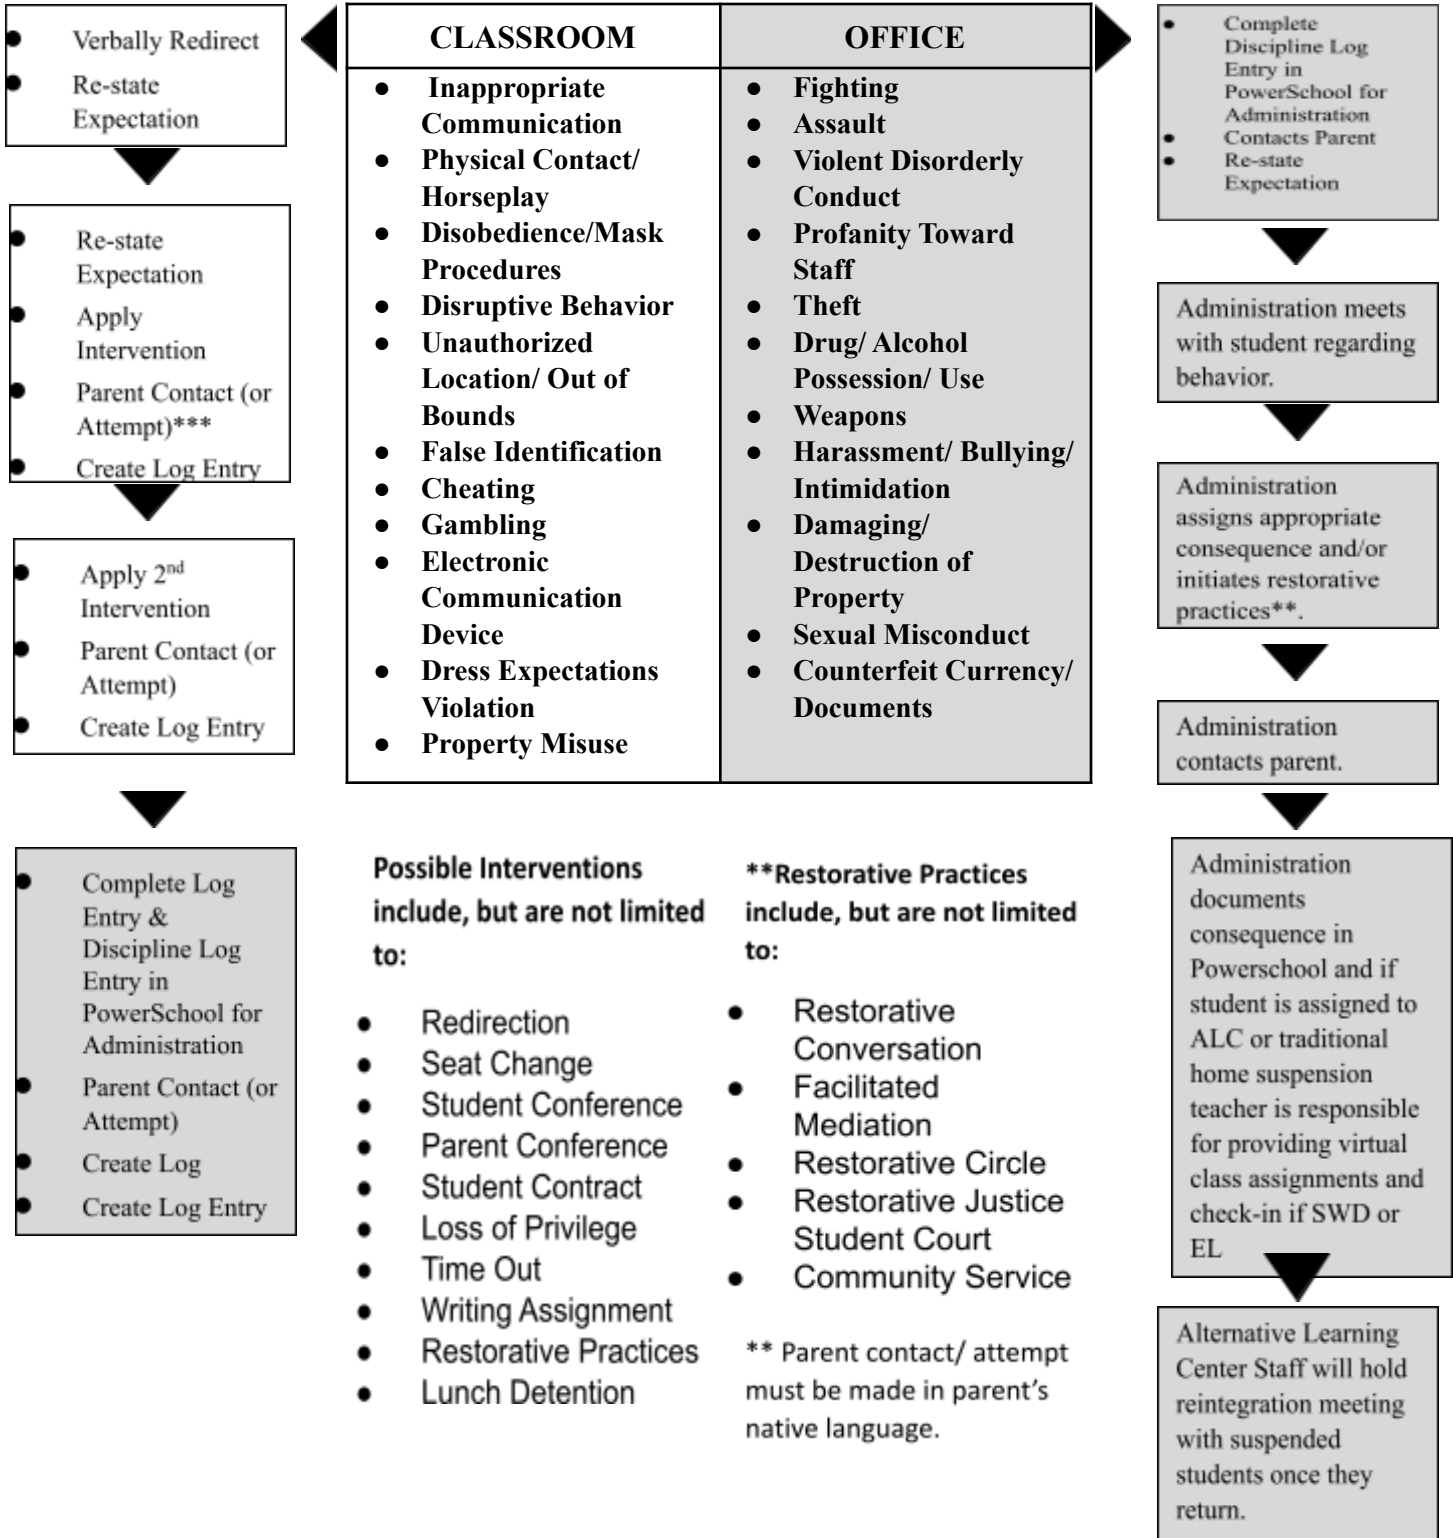 ● Verbally Redirect
● Re-state
Expectation
● Re-state
Expectation
● Apply
Intervention
● Parent Contact (or
Attempt)***
● Create Log Entry
● Apply 2nd
Intervention
● Parent Contact (or
Attempt)
● Create Log Entry
● Complete Log
Entry &
Discipline Log
Entry in
PowerSchool for
Administration
● Parent Contact (or
Attempt)
● Create Log
● Create Log Entry
CLASSROOM
● Inappropriate
Communication
● Physical Contact/
Horseplay
● Disobedience/Mask
Procedures
● Disruptive Behavior
● Unauthorized
Location/ Out of
Bounds
● False Identification
● Cheating
● Gambling
● Electronic
Communication
Device
● Dress Expectations
Violation
● Property Misuse
OFFICE
● Fighting
● Assault
● Violent Disorderly
Conduct
● Profanity Toward
Staff
● Theft
● Drug/ Alcohol
Possession/ Use
● Weapons
● Harassment/ Bullying/
Intimidation
● Damaging/
Destruction of
Property
● Sexual Misconduct
● Counterfeit Currency/
Documents
Possible Interventions
include, but are not limited
to:
● Redirection
● Seat Change
● Student Conference
● Parent Conference
● Student Contract
● Loss of Privilege
● Time Out
● Writing Assignment
● Restorative Practices
● Lunch Detention
**Restorative Practices
include, but are not limited
to:
● Restorative
Conversation
● Facilitated
Mediation
● Restorative Circle
● Restorative Justice
Student Court
● Community Service
** Parent contact/ attempt
must be made in parent's
native language.
● Complete
Discipline Log
Entry in
PowerSchool for
Administration
● Contacts Parent
● Re-state
Expectation
Administration meets
with student regarding
behavior.
Administration
assigns appropriate
consequence and/or
initiates restorative
practices**.
Administration
contacts parent.
Administration
documents
consequence in
Powerschool and if
student is assigned to
ALC or traditional
home suspension
teacher is responsible
for providing virtual
class assignments and
check-in if SWD or
EL
Alternative Learning
Center Staff will hold
reintegration meeting
with suspended
students once they
return.